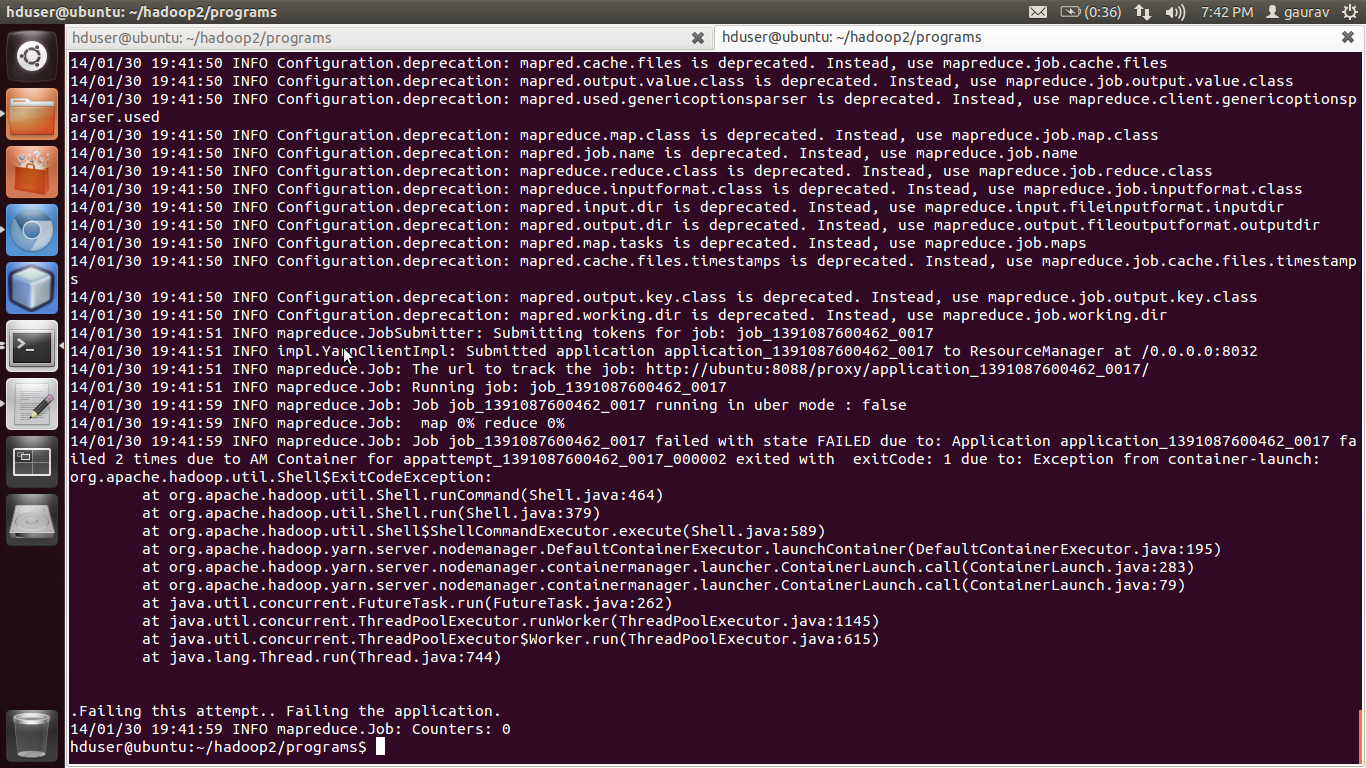 hduser@ubuntu: ~/hadoop2/programs
(0:36)
7:42 PM
gaurav
hduser@ubuntu: ~/hadoop2/programs
hduser@ubuntu: ~/hadoop2/programs
14/01/30 19:41:50 INFO Configuration.deprecation: mapred.cache.files is deprecated. Instead, use mapreduce.job.cache.files
14/01/30 19:41:50 INFO Configuration.deprecation: mapred.output.value.class is deprecated. Instead, use mapreduce.job.output.value.class
14/01/30 19:41:50 INFO Configuration.deprecation: mapred.used.genericoptionsparser is deprecated. Instead, use mapreduce.client.genericoptionsp
arser.used
14/01/30 19:41:50 INFO Configuration.deprecation: mapreduce.map.class is deprecated. Instead, use mapreduce.job.map.class
14/01/30 19:41:50 INFO Configuration.deprecation: mapred.job.name is deprecated. Instead, use mapreduce.job.name
14/01/30 19:41:50 INFO Configuration.deprecation: mapreduce.reduce.class is deprecated. Instead, use mapreduce.job.reduce.class
14/01/30 19:41:50 INFO Configuration.deprecation: mapreduce.inputformat.class is deprecated. Instead, use mapreduce.job.inputformat.class
14/01/30 19:41:50 INFO Configuration.deprecation: mapred.input.dir is deprecated. Instead, use mapreduce.input.fileinputformat.inputdir
14/01/30 19:41:50 INFO Configuration.deprecation: mapred.output.dir is deprecated. Instead, use mapreduce.output.fileoutputformat.outputdir
14/01/30 19:41:50 INFO Configuration.deprecation: mapred.map.tasks is deprecated. Instead, use mapreduce.job.maps
14/01/30 19:41:50 INFO Configuration.deprecation: mapred.cache.files.timestamps is deprecated. Instead, use mapreduce.job.cache.files.timestamp
s
14/01/30 19:41:50 INFO Configuration.deprecation: mapred.output.key.class is deprecated. Instead, use mapreduce.job.output.key.class
14/01/30 19:41:50 INFO Configuration.deprecation: mapred.working.dir is deprecated. Instead, use mapreduce.job.working.dir
14/01/30 19:41:51 INFO mapreduce.JobSubmitter: Submitting tokens for job: job_1391087600462_0017
14/01/30 19:41:51 INFO impl.YarnClientImpl: Submitted application application_1391087600462_0017 to ResourceManager at /0.0.0.0:8032
14/01/30 19:41:51 INFO mapreduce.Job: The url to track the job: http://ubuntu:8088/proxy/application_1391087600462_0017/
14/01/30 19:41:51 INFO mapreduce.Job: Running job: job_1391087600462_0017
14/01/30 19:41:59 INFO mapreduce.Job: Job job_1391087600462_0017 running in uber mode : false
14/01/30 19:41:59 INFO mapreduce.Job:  map 0% reduce 0%
14/01/30 19:41:59 INFO mapreduce.Job: Job job_1391087600462_0017 failed with state FAILED due to: Application application_1391087600462_0017 fa
iled 2 times due to AM Container for appattempt_1391087600462_0017_000002 exited with  exitCode: 1 due to: Exception from container-launch:
org.apache.hadoop.util.Shell$ExitCodeException:
at org.apache.hadoop.util.Shell.runCommand(Shell.java:464)
at org.apache.hadoop.util.Shell.run(Shell.java:379)
at org.apache.hadoop.util.Shell$ShellCommandExecutor.execute(Shell.java:589)
at org.apache.hadoop.yarn.server.nodemanager.DefaultContainerExecutor.launchContainer(DefaultContainerExecutor.java:195)
at org.apache.hadoop.yarn.server.nodemanager.containermanager.launcher.ContainerLaunch.call(ContainerLaunch.java:283)
at org.apache.hadoop.yarn.server.nodemanager.containermanager.launcher.ContainerLaunch.call(ContainerLaunch.java:79)
at java.util.concurrent.FutureTask.run(FutureTask.java:262)
at java.util.concurrent.ThreadPoolExecutor.runWorker(ThreadPoolExecutor.java:1145)
at java.util.concurrent.ThreadPoolExecutor$Worker.run(ThreadPoolExecutor.java:615)
at java.lang.Thread.run(Thread.java:744)
.Failing this attempt.. Failing the application.
14/01/30 19:41:59 INFO mapreduce.Job: Counters: 0
hduser@ubuntu:~/hadoop2/programs$